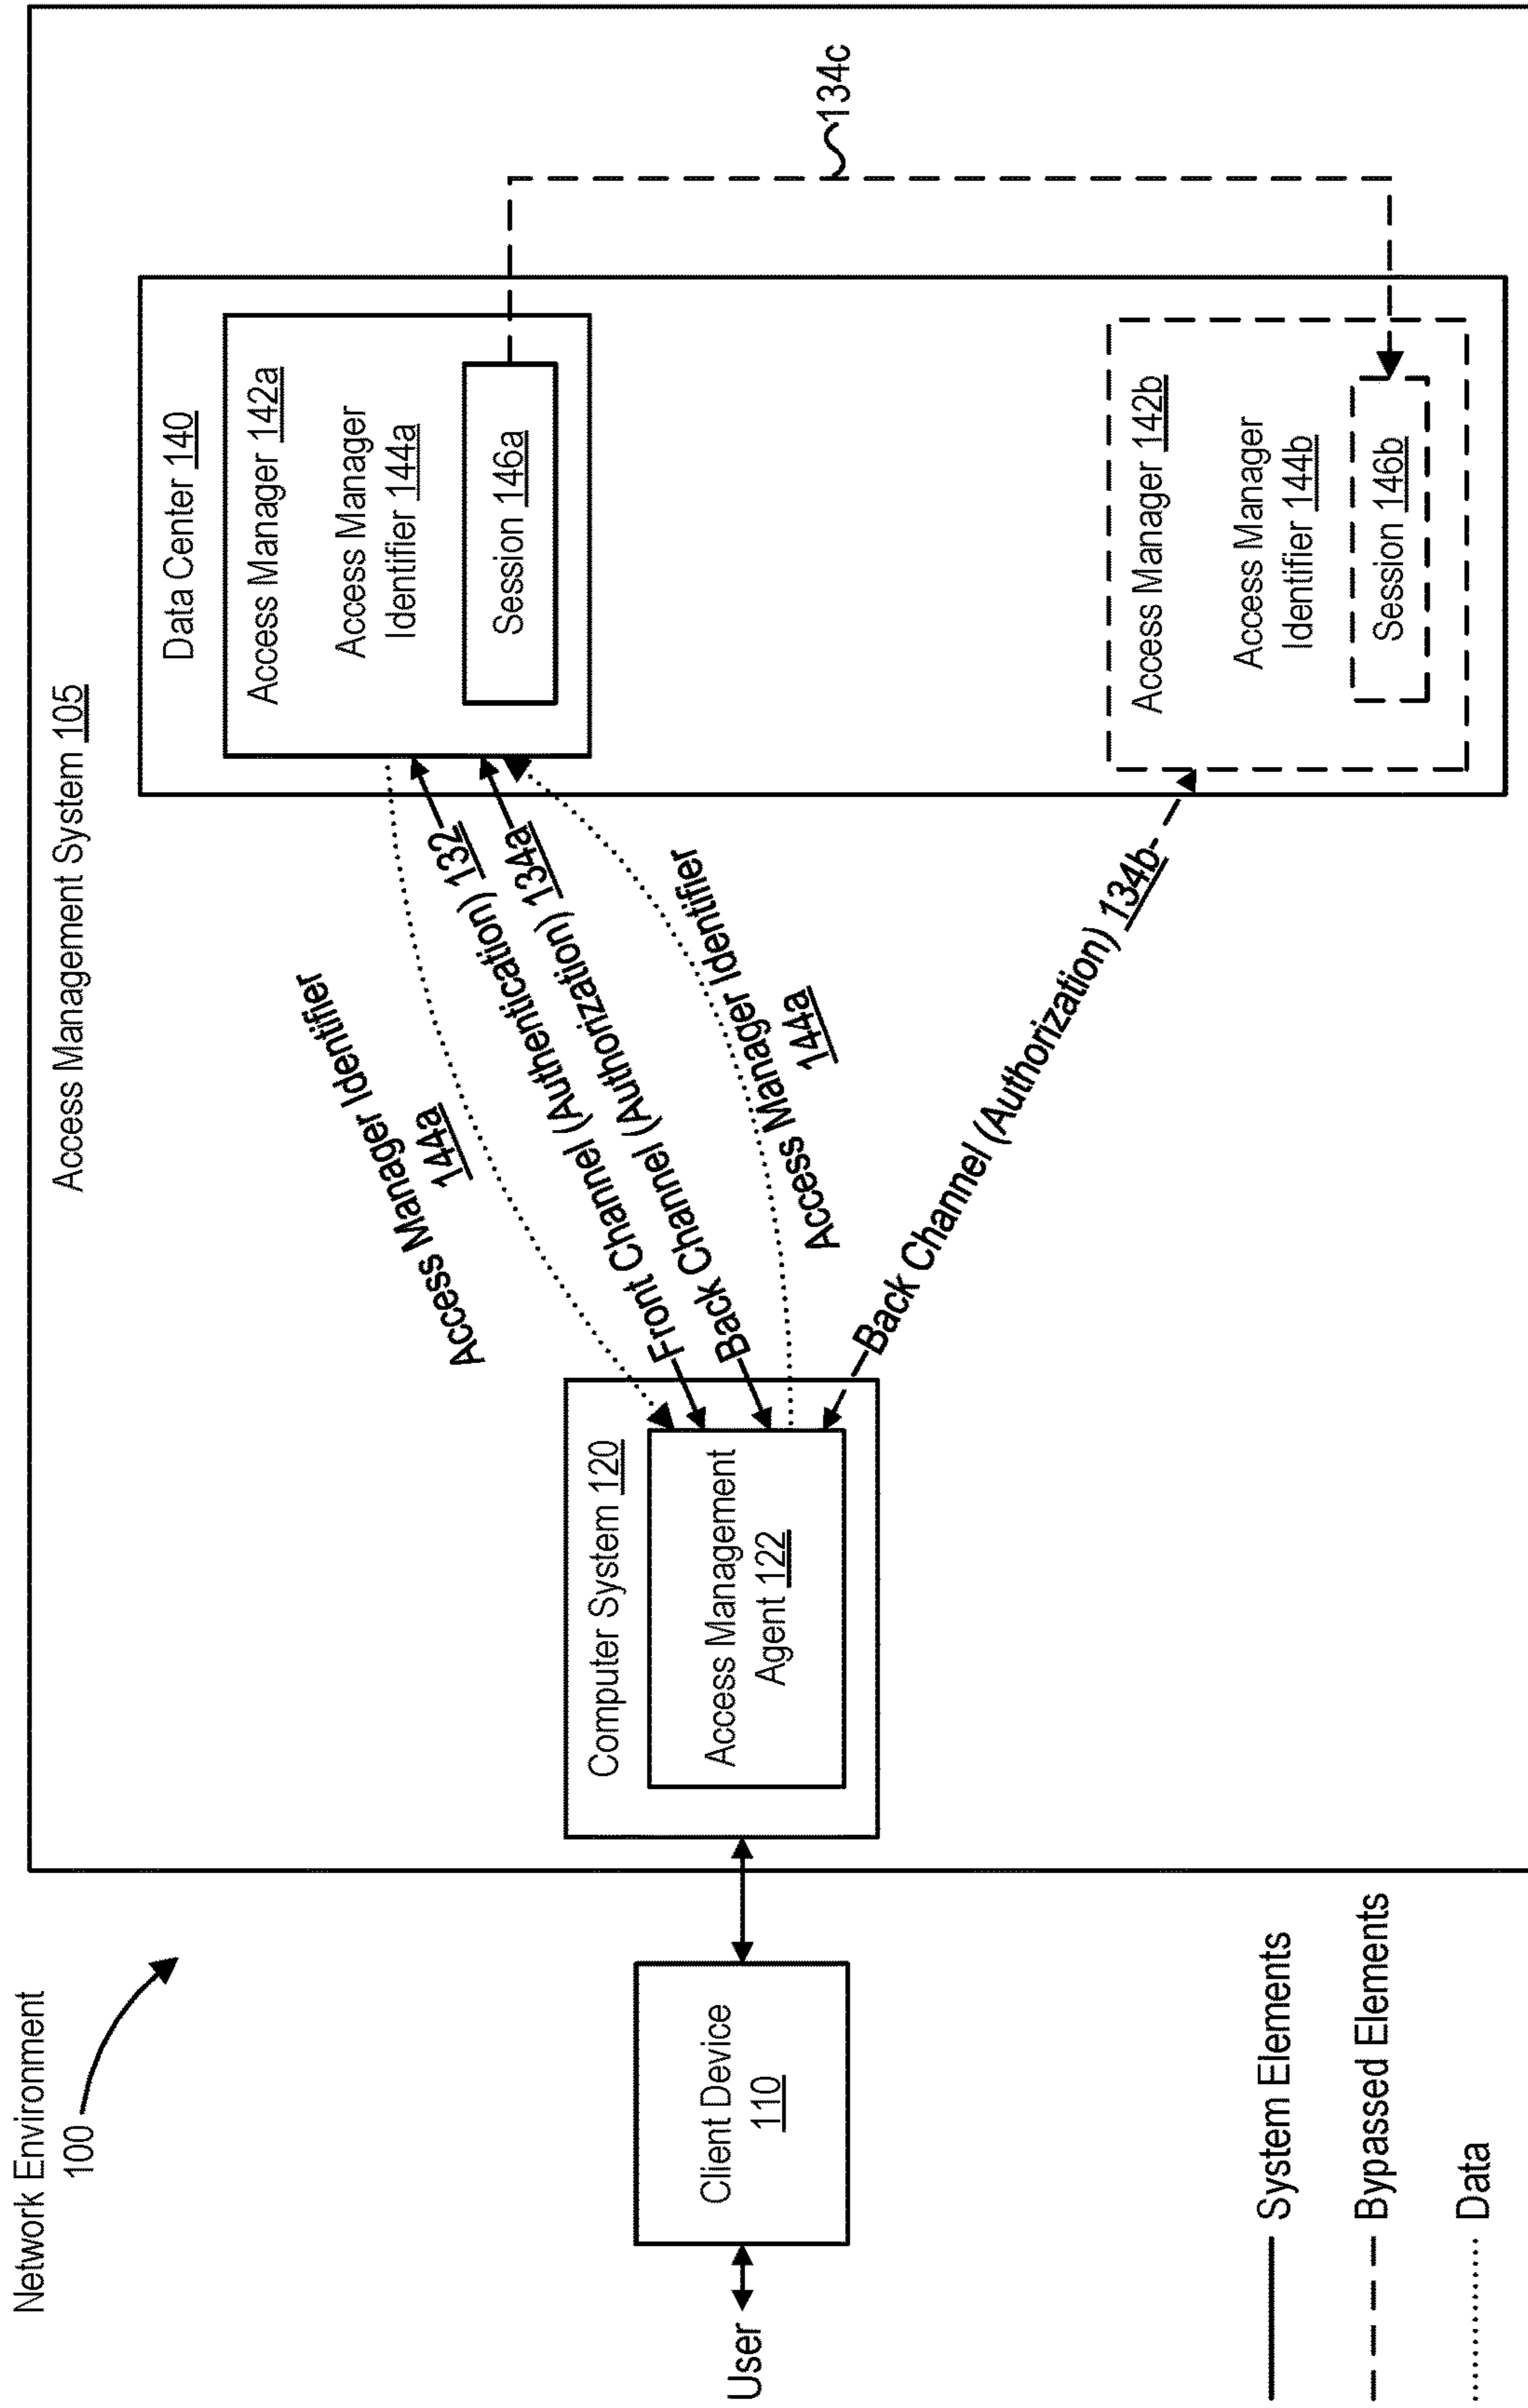 Network Environment
100
Access Management System 105
User
Client Device
110
Computer System 120
Access Management
Agent 122
Access Manager Identifier
144a
Front Channel (Authentication) 132
Back Channel (Authorization) 134a
Access Manager Identifier
144a
Back Channel (Authorization) 134b
Data Center 140
Access Manager 142a
Access Manager
Identifier 144a
Session 146a
Access Manager 142b
Access Manager
Identifier 144b
Session 146b
134c
System Elements
Bypassed Elements
Data